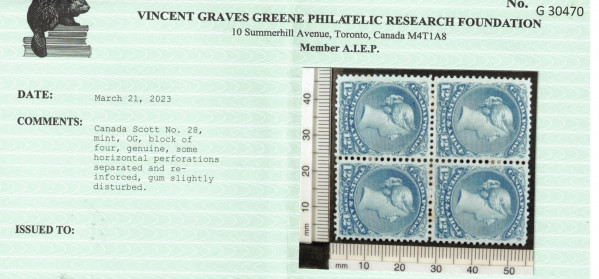 No. G 30470
VINCENT GRAVES GREENE PHILATELIC RESEARCH FOUNDATION
10 Summerhill Avenue, Toronto, Canada M4T1A8
Member A.I.E.P.
DATE: March 21, 2023
COMMENTS: Canada Scott No. 28,
mint, OG, block of
four, genuine, some
horizontal perforations
separated and re-
inforced, gum slightly
disturbed.
ISSUED TO:
40
30
20
10
mm
mm 10 20 30 40 50